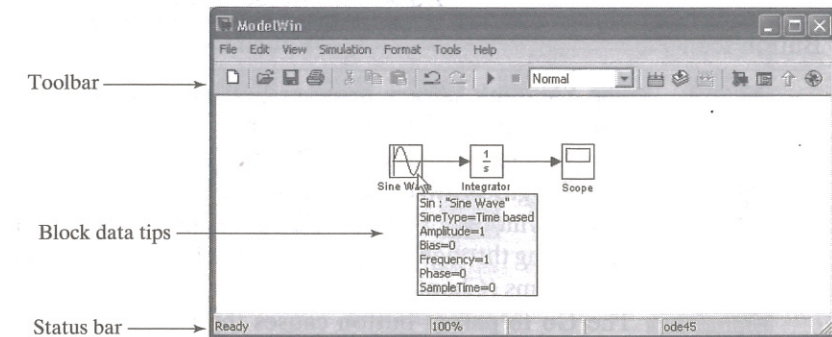 ModelWin
File Edit View Simulation Format Tools Help
Toolbar
Normal
1
s
Sine Wave Integrator Scope
Sin : "Sine Wave"
SineType=Time based
Amplitude=1
Block data tips
Bias=0
Frequency=1
Phase=0
SampleTime=0
Status bar
Ready 100% ode45